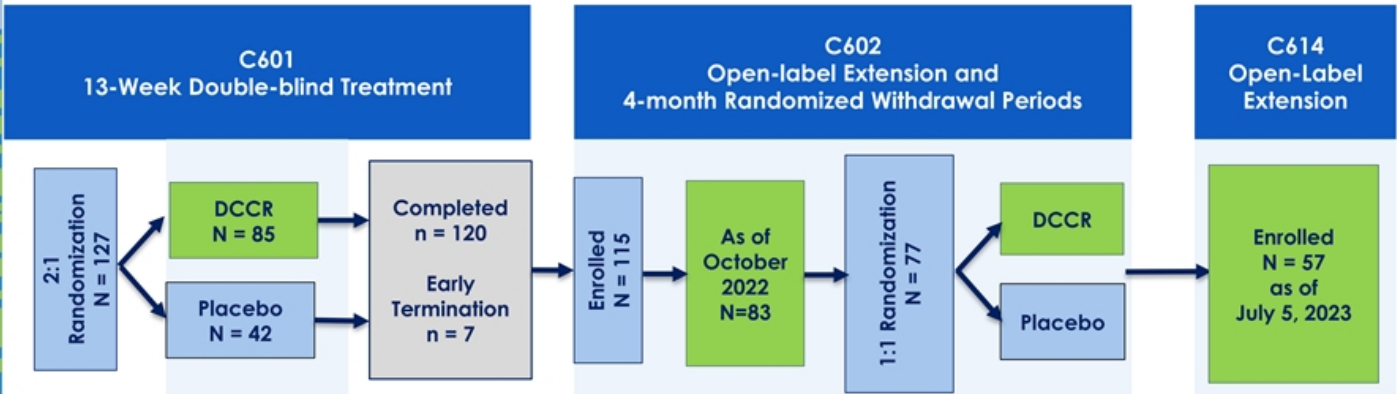 C601
13-Week Double-blind Treatment
C602
Open-label Extension and
4-month Randomized Withdrawal Periods
C614
Open-Label
Extension
2:1
Randomization
N = 127
DCCR
N = 85
Placebo
N = 42
Completed
n = 120
Early
Termination
n = 7
Enrolled
N = 115
As of
October
2022
N=83
1:1 Randomization
N = 77
DCCR
Placebo
Enrolled
N = 57
as of
July 5, 2023